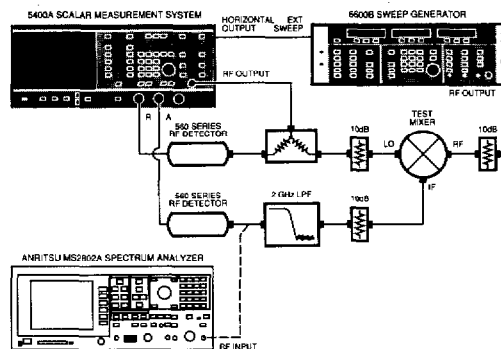 5400A SCALAR MEASUREMENT SYSTEM
HORIZONTAL EXT
OUTPUT SWEEP
6600B SWEEP GENERATOR
RF OUTPUT
RF OUTPUT
R A
560 SERIES
RF DETECTOR
10dB
TEST
MIXER
10dB
LO
RF
IF
560 SERIES
RF DETECTOR
2 GHz LPF
10dB
ANRITSU MS2802A SPECTRUM ANALYZER
RF INPUT